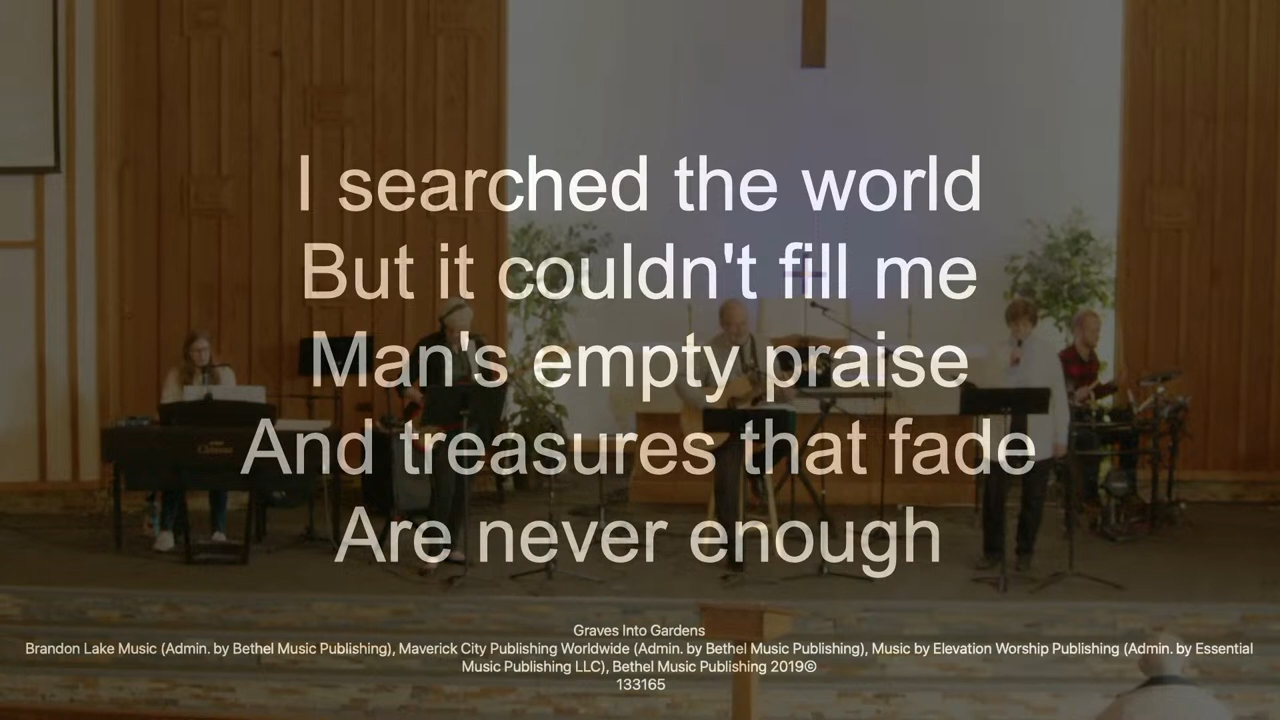 I searched the world
But it couldn't fill me
Man's empty praise
And treasures that fade
Are never enough
Graves Into Gardens
Brandon Lake Music (Admin. by Bethel Music Publishing), Maverick City Publishing Worldwide (Admin. by Bethel Music Publishing), Music by Elevation Worship Publishing (Admin. by Essential
Music Publishing LLC), Bethel Music Publishing 2019©
133165